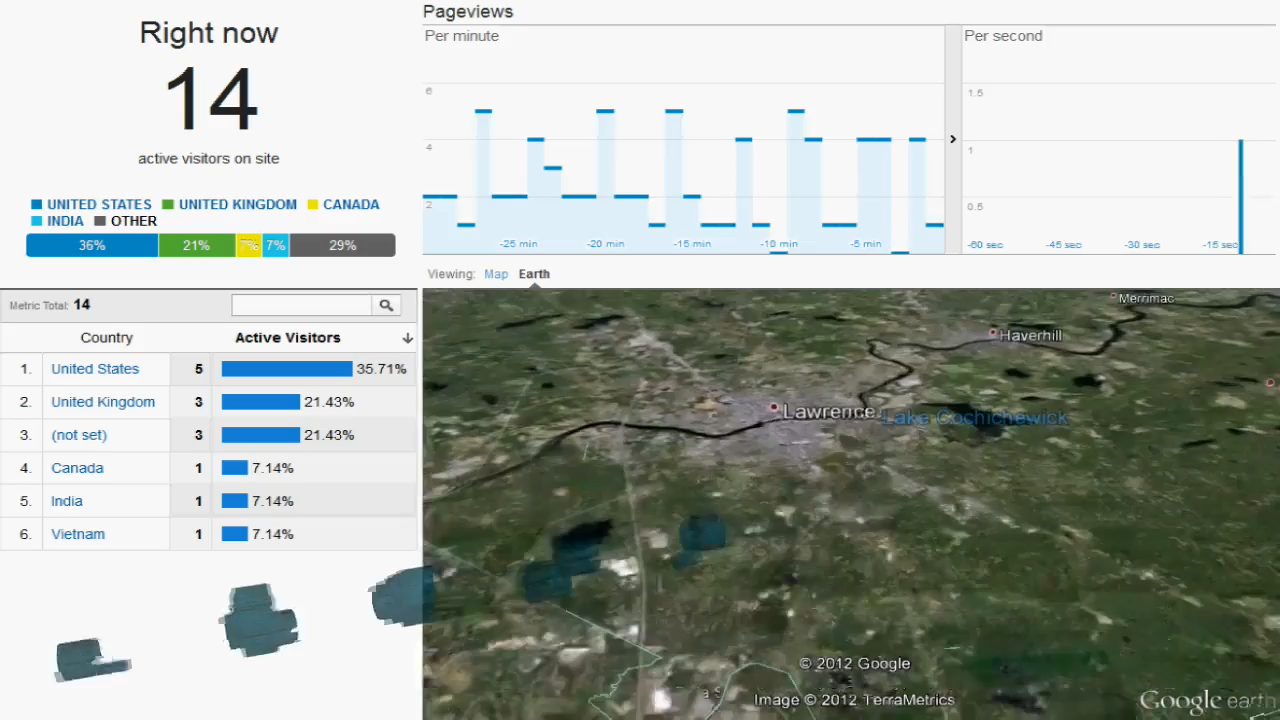 Right now
14
active visitors on site
UNITED STATES UNITED KINGDOM CANADA
INDIA OTHER
36% 21% 7% 7% 29%
Pageviews
Per minute
6
4
2
-25 min -20 min -15 min -10 min -5 min
Per second
1.5
1
0.5
-60 sec -45 sec -30 sec -15 sec
Viewing: Map Earth
Metric Total: 14
Country Active Visitors
1. United States 5 35.71%
2. United Kingdom 3 21.43%
3. (not set) 3 21.43%
4. Canada 1 7.14%
5. India 1 7.14%
6. Vietnam 1 7.14%
Merrimac
Haverhill
Lawrence
Lake Cochichewick
© 2012 Google
Image © 2012 TerraMetrics
Google earth